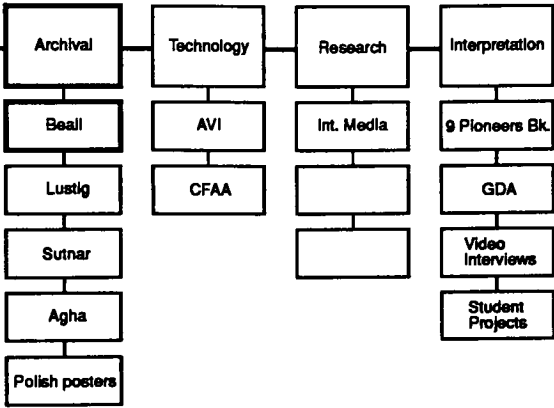 Archival
Technology
Research
Interpretation
Beall
AVI
Int. Media
9 Pioneers Bk.
Lustig
CFAA
GDA
Sutnar
Video
Interviews
Agha
Student
Projects
Polish posters